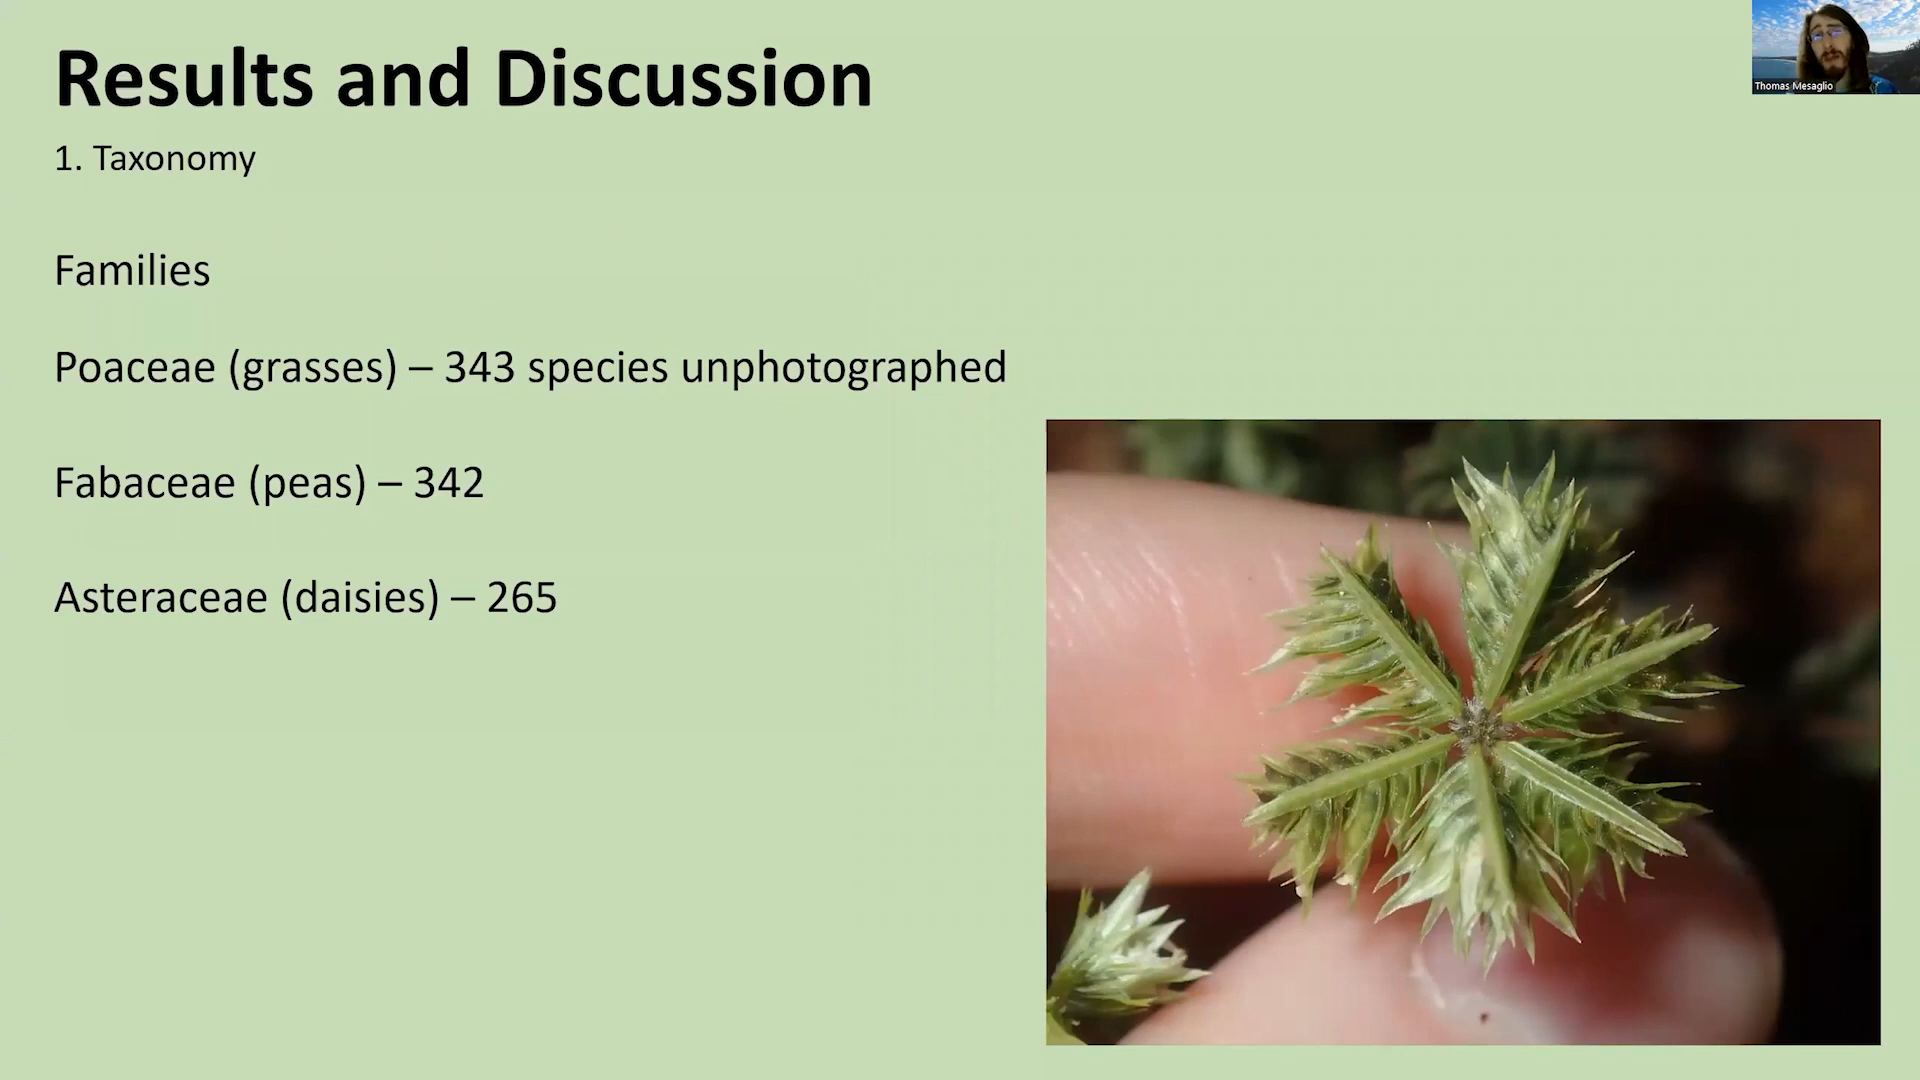 Results and Discussion
Thomas Mesaglio
1. Taxonomy
Families
Poaceae (grasses) – 343 species unphotographed
Fabaceae (peas) – 342
Asteraceae (daisies) – 265